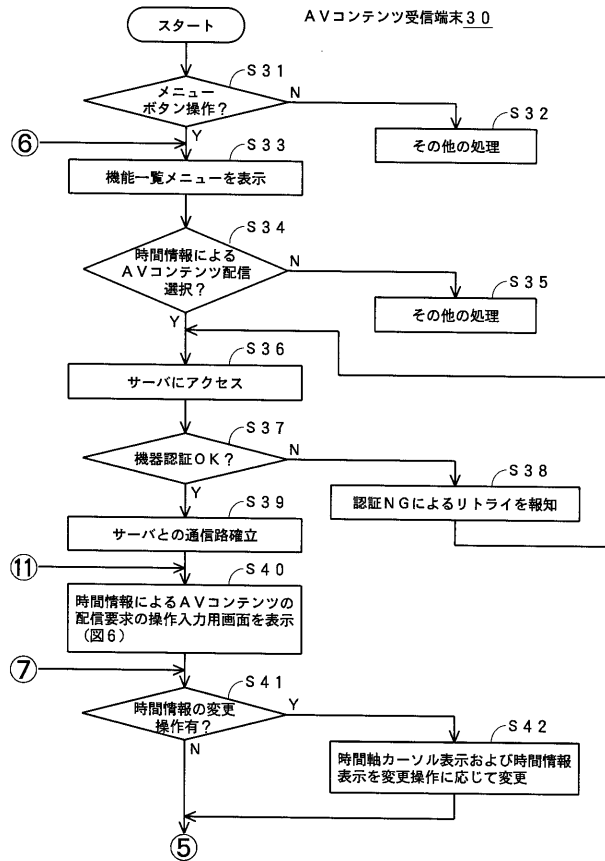 AVコンテンツ受信端末30
スタート
S31
メニュー
ボタン操作?
N
Y
S32
その他の処理
⑥
S33
機能一覧メニューを表示
S34
時間情報による
AVコンテンツ配信
選択?
N
Y
S35
その他の処理
S36
サーバにアクセス
S37
機器認証OK?
N
Y
S38
認証NGによるリトライを報知
S39
サーバとの通信路確立
⑪
S40
時間情報によるAVコンテンツの
配信要求の操作入力用画面を表示
(図6)
⑦
S41
時間情報の変更
操作有?
Y
N
S42
時間軸カーソル表示および時間情報
表示を変更操作に応じて変更
⑤